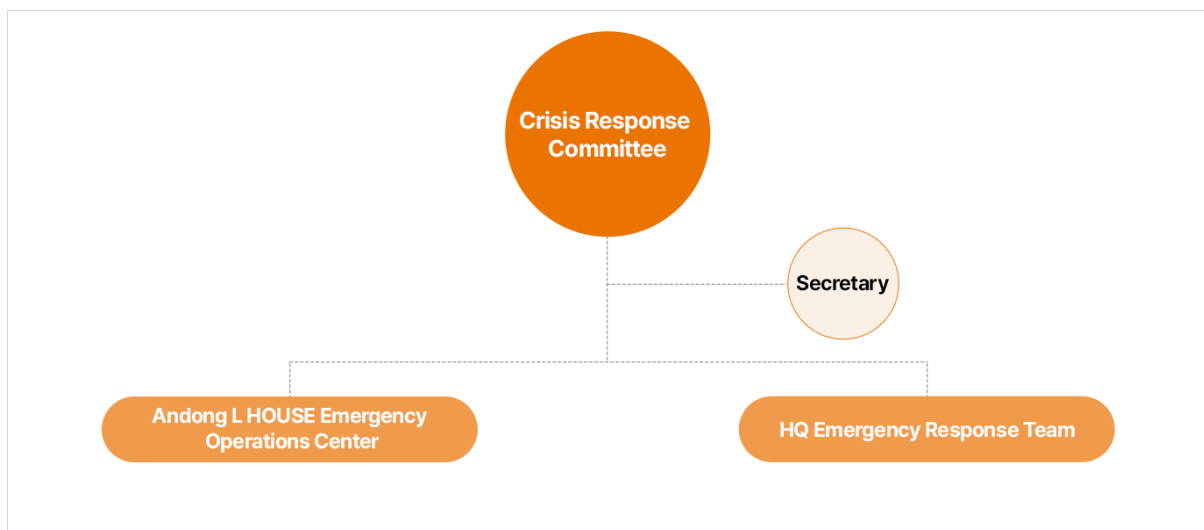 Crisis Response
Committee
Secretary
Andong L HOUSE Emergency
Operations Center
HQ Emergency Response Team